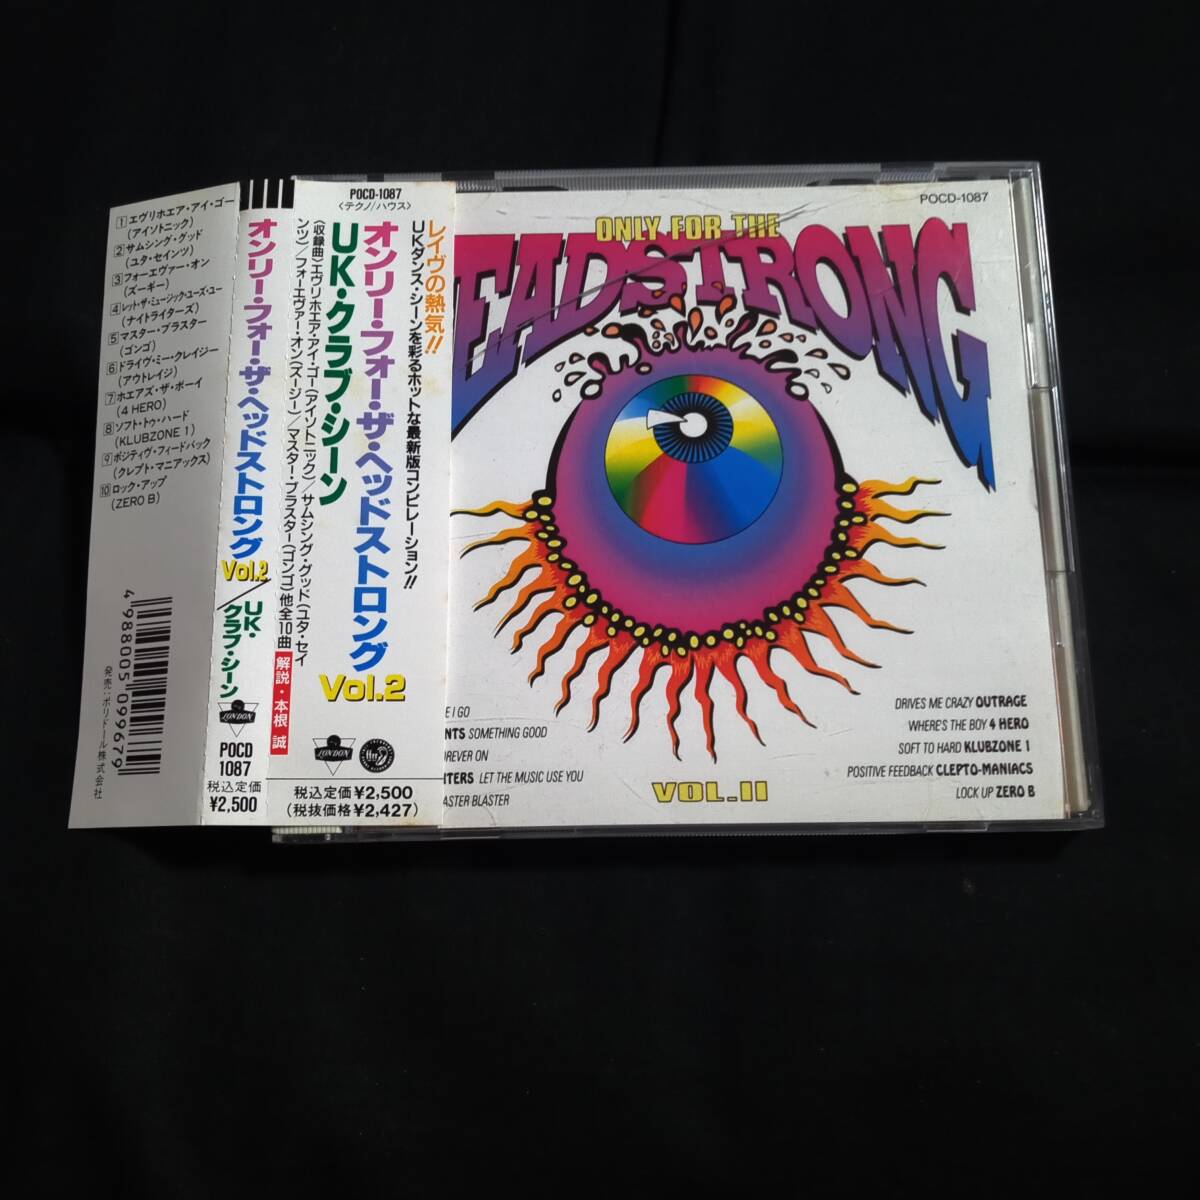 1 エヴリホエア・アイ・ゴー
(アイソトニック)
2 サムシング・グッド
(ユタ・セインツ)
3 フォーエヴァー・オン
(ズーギー)
4 レット・ザ・ミュージック・ユーズ・ユー
(ナイトライターズ)
5 マスター・ブラスター
(ゴンゴ)
6 ドライヴ・ミー・クレイジー
(アウトレイジ)
7 ホエアズ・ザ・ボーイ
(4 HERO)
8 ソフト・トゥ・ハード
(KLUBZONE 1)
9 ポジティヴ・フィードバック
(クレプト・マニアックス)
10 ロック・アップ
(ZERO B)
4988005099679
発売:ポリドール株式会社
オンリー・フォー・ザ・ヘッドストロング
Vol.2
UK・クラブ・シーン
LONDON
POCD
1087
税込定価
¥2,500
POCD-1087
〈テクノ/ハウス〉
レイヴの熱気!!
UKダンス・シーンを彩るホットな最新版コンピレーション!!
オンリー・フォー・ザ・ヘッドストロング
Vol.2
UK・クラブ・シーン
〈収録曲〉エヴリホエア・アイ・ゴー(アイソトニック)/サムシング・グッド(ユタ・セイ
ンツ)/フォーエヴァー・オン(ズーギー)/マスター・ブラスター(ゴンゴ)他全10曲
解説・本根 誠
LONDON
税込定価¥2,500
(税抜価格¥2,427)
POCD-1087
ONLY FOR THE
EADSTRONG
E I GO
NTS SOMETHING GOOD
OREVER ON
TERS LET THE MUSIC USE YOU
ASTER BLASTER
VOL.II
DRIVES ME CRAZY OUTRAGE
WHERE'S THE BOY 4 HERO
SOFT TO HARD KLUBZONE 1
POSITIVE FEEDBACK CLEPTO-MANIACS
LOCK UP ZERO B